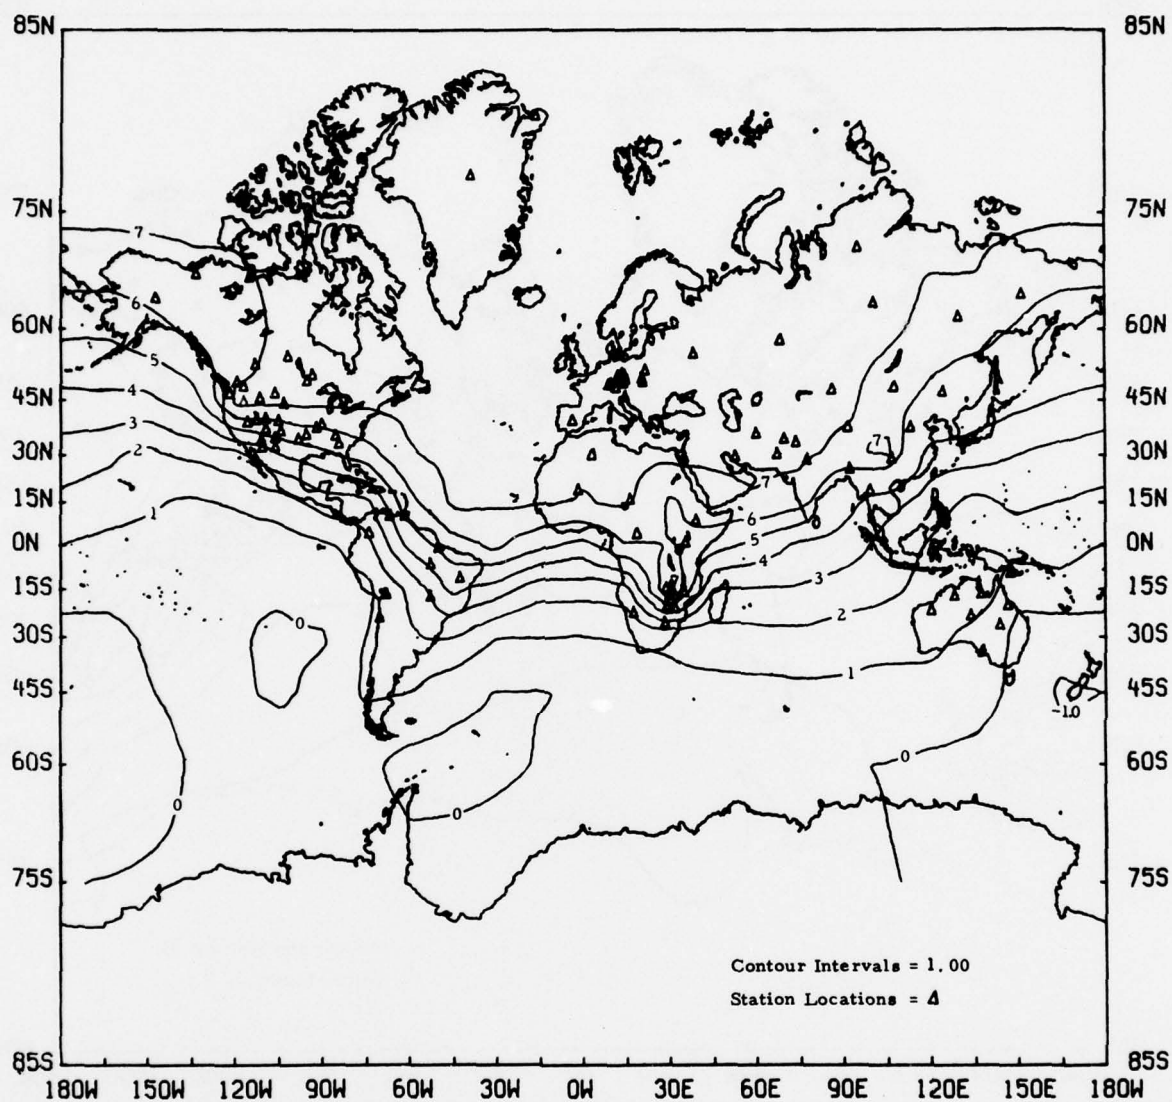 85N 85N
7
75N 75N
6
60N 60N
5
4 45N 45N
3
30N 7 30N
2 7
15N 15N
1 6
5
0N 7 0N
4
15S 3 15S
2
0
30S 30S
1
45S 45S
-1.0
0
60S 60S
0 0
75S 75S
Contour Intervals = 1.00
Station Locations = Δ
85S 85S
180W 150W 120W 90W 60W 30W 0W 30E 60E 90E 120E 150E 180W